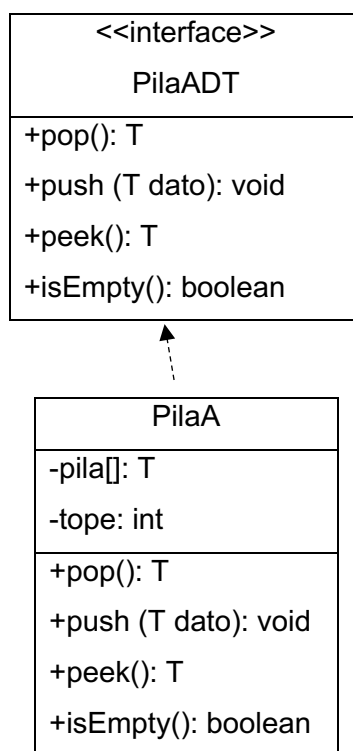 <<interface>>
PilaADT
+pop(): T
+push (T dato): void
+peek(): T
+isEmpty(): boolean
PilaA
-pila[]: T
-tope: int
+pop(): T
+push (T dato): void
+peek(): T
+isEmpty(): boolean